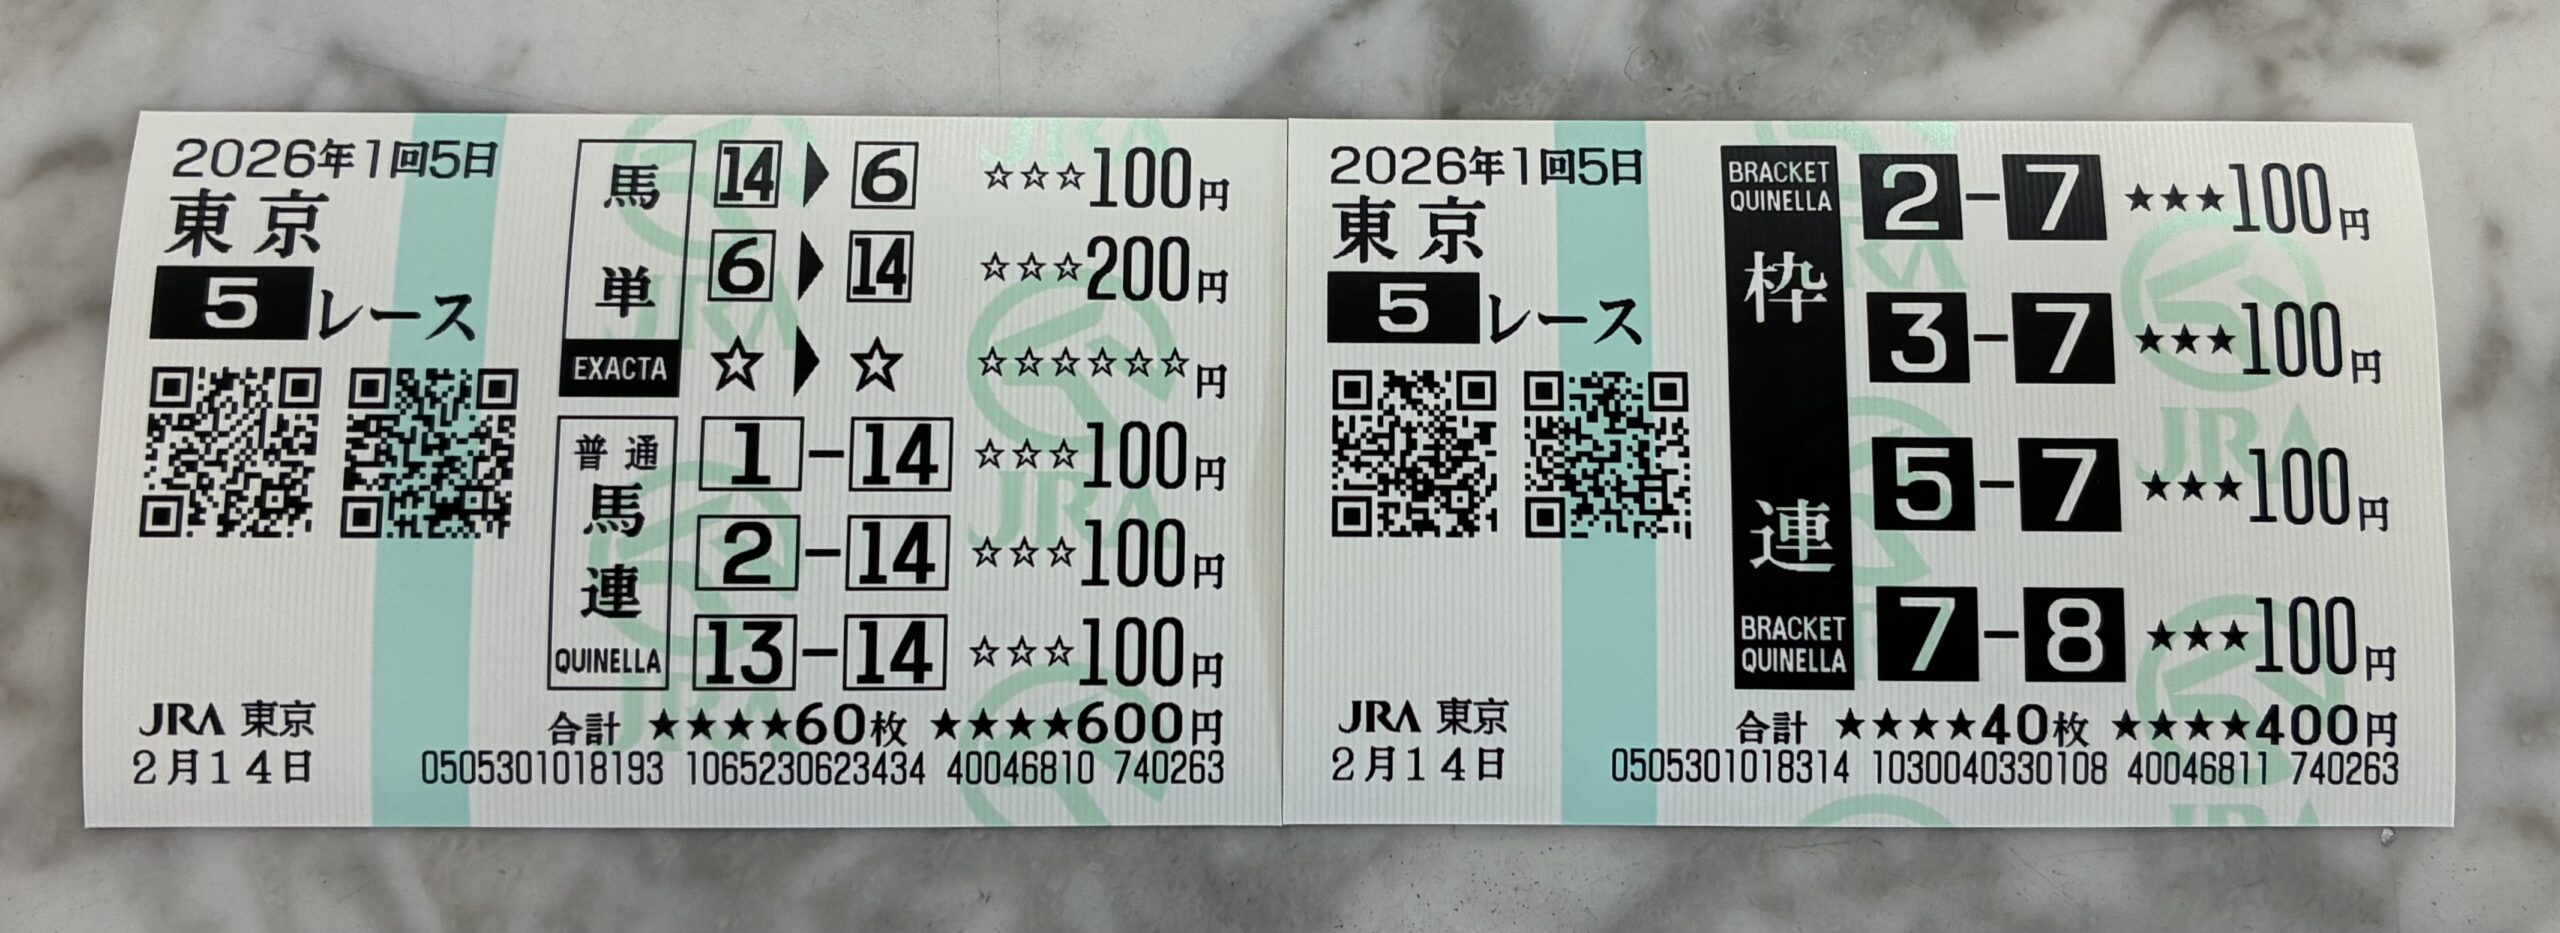 2026年1回5日
東京
5レース
JRA 東京
2月14日
馬単
EXACTA
14▶6 ☆☆☆100円
6▶14 ☆☆☆200円
☆▶☆ ☆☆☆☆☆☆円
普通
馬連
QUINELLA
1-14 ☆☆☆100円
2-14 ☆☆☆100円
13-14 ☆☆☆100円
合計 ★★★★60枚 ★★★★600円
0505301018193 1065230623434 40046810 740263
2026年1回5日
東京
5レース
JRA 東京
2月14日
BRACKET
QUINELLA
枠連
BRACKET
QUINELLA
2-7 ★★★100円
3-7 ★★★100円
5-7 ★★★100円
7-8 ★★★100円
合計 ★★★★40枚 ★★★★400円
0505301018314 1030040330108 40046811 740263
JRA
JRA
JRA
JRA
JRA